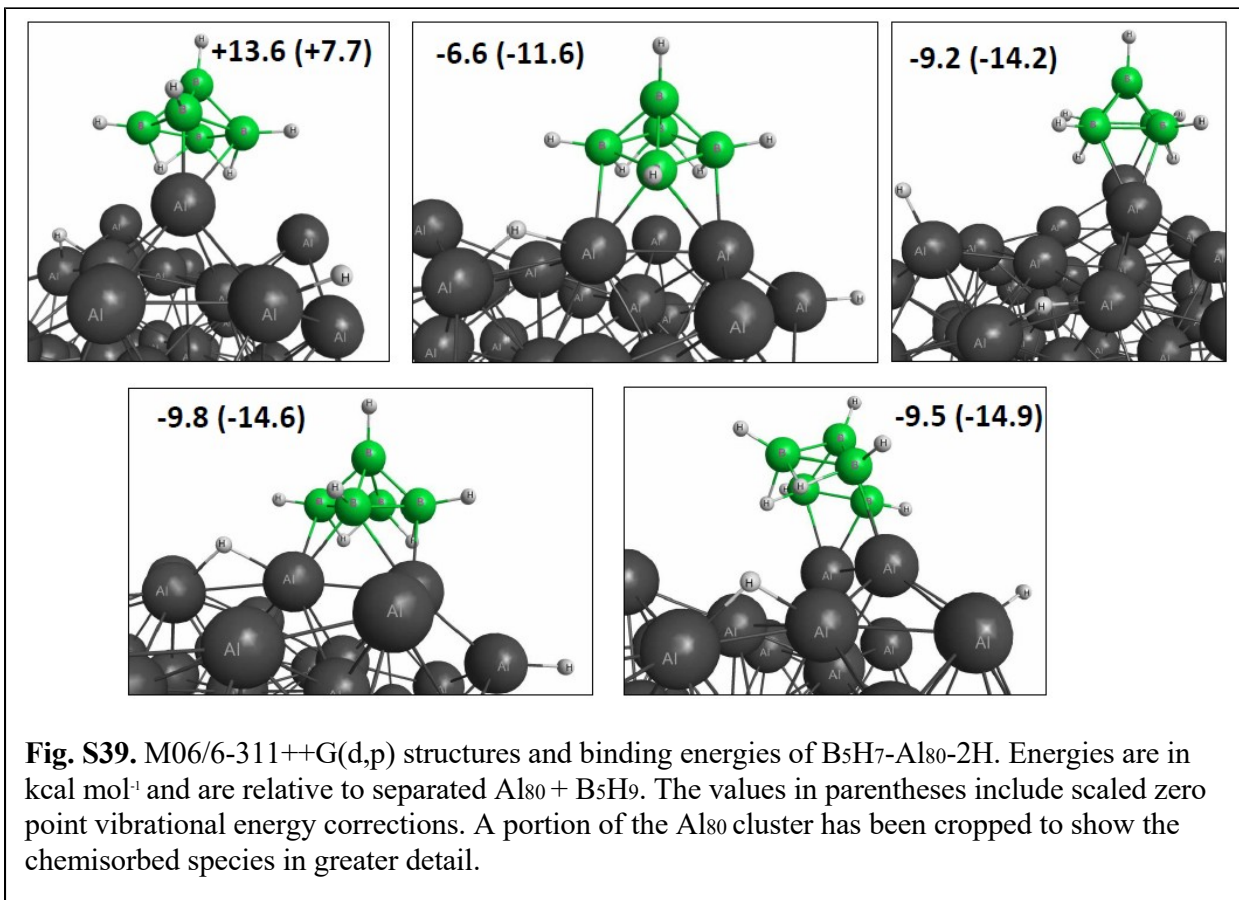 +13.6 (+7.7)
-6.6 (-11.6)
-9.2 (-14.2)
-9.8 (-14.6)
-9.5 (-14.9)
Fig. S39. M06/6-311++G(d,p) structures and binding energies of B₅H₇-Al₈₀-2H. Energies are in
kcal mol⁻¹ and are relative to separated Al₈₀ + B₅H₉. The values in parentheses include scaled zero
point vibrational energy corrections. A portion of the Al₈₀ cluster has been cropped to show the
chemisorbed species in greater detail.